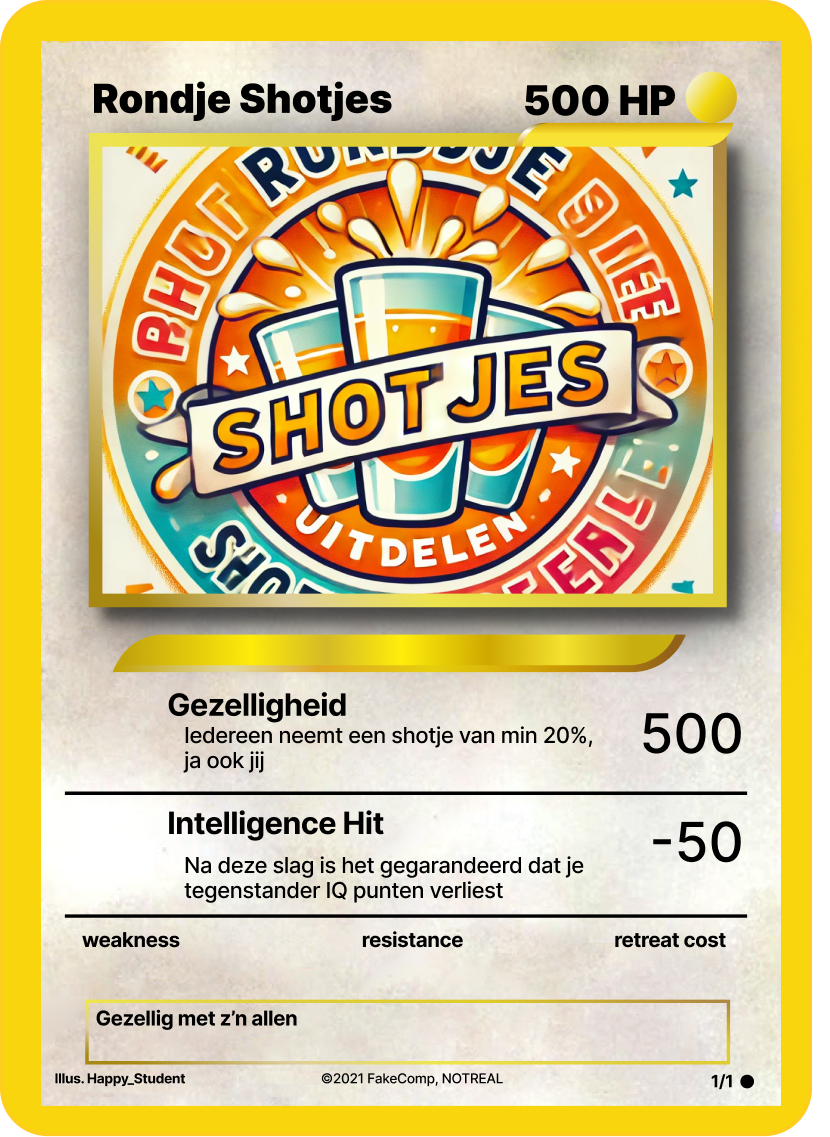 Rondje Shotjes
500 HP
SHOTJES
UITDELEN
Gezelligheid
Iedereen neemt een shotje van min 20%,
ja ook jij
500
Intelligence Hit
-50
Na deze slag is het gegarandeerd dat je
tegenstander IQ punten verliest
weakness resistance retreat cost
Gezellig met z’n allen
Illus. Happy_Student ©2021 FakeComp, NOTREAL 1/1